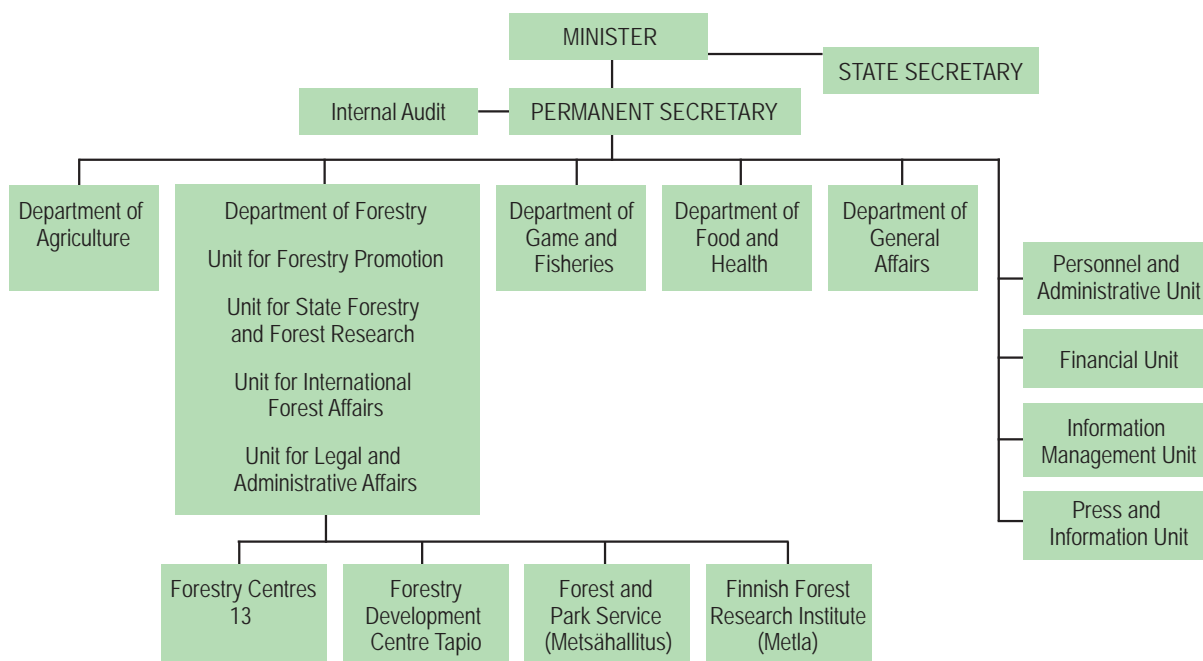 MINISTER
STATE SECRETARY
Internal Audit
PERMANENT SECRETARY
Department of
Agriculture
Department of Forestry
Unit for Forestry Promotion
Unit for State Forestry
and Forest Research
Unit for International
Forest Affairs
Unit for Legal and
Administrative Affairs
Department of
Game and
Fisheries
Department of
Food and
Health
Department of
General
Affairs
Personnel and
Administrative Unit
Financial Unit
Information
Management Unit
Press and
Information Unit
Forestry Centres
13
Forestry
Development
Centre Tapio
Forest and
Park Service
(Metsähallitus)
Finnish Forest
Research Institute
(Metla)